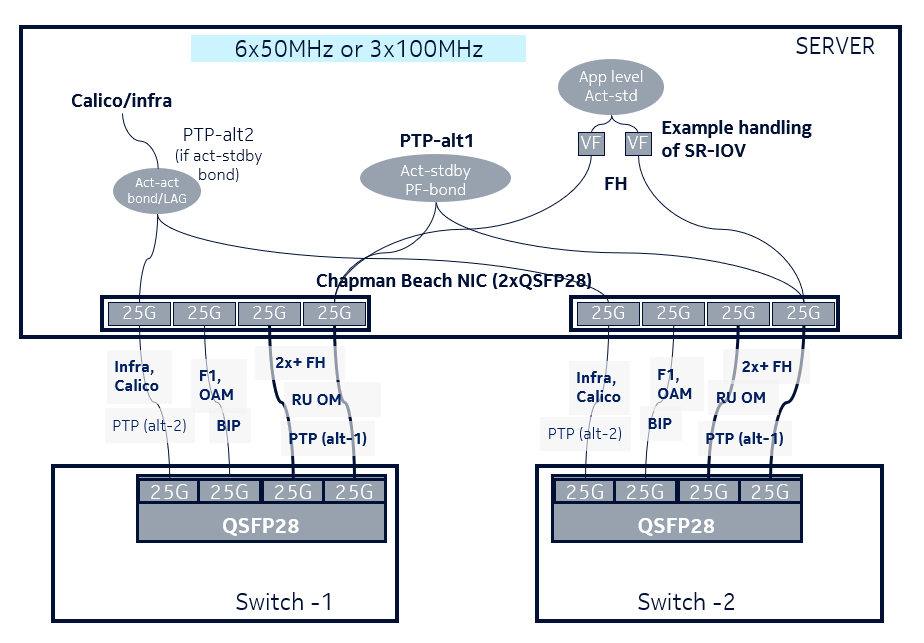 6x50MHz or 3x100MHz
SERVER
Calico/infra
PTP-alt2
(if act-stdby
bond)
Act-act
bond/LAG
PTP-alt1
Act-stdby
PF-bond
App level
Act-std
VF
VF
Example handling
of SR-IOV
FH
Chapman Beach NIC (2xQSFP28)
25G 25G 25G 25G
25G 25G 25G 25G
Infra,
Calico
PTP (alt-2)
F1,
OAM
BIP
2x+ FH
RU OM
PTP (alt-1)
Infra,
Calico
PTP (alt-2)
F1,
OAM
BIP
2x+ FH
RU OM
PTP (alt-1)
25G 25G 25G 25G
QSFP28
Switch -1
25G 25G 25G 25G
QSFP28
Switch -2